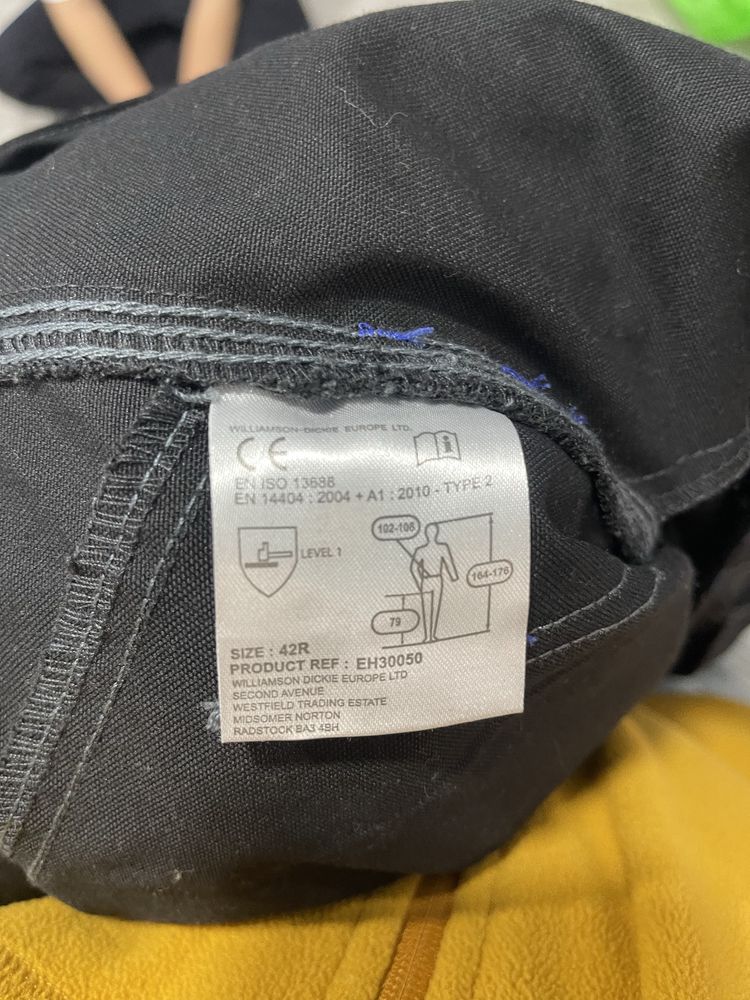 WILLIAMSON-DICKIE EUROPE LTD.
CE
EN ISO 13688
EN 14404 : 2004 + A1 : 2010 - TYPE 2
LEVEL 1
102-106
164-176
79
SIZE : 42R
PRODUCT REF : EH30050
WILLIAMSON DICKIE EUROPE LTD
SECOND AVENUE
WESTFIELD TRADING ESTATE
MIDSOMER NORTON
RADSTOCK BA3 4BH